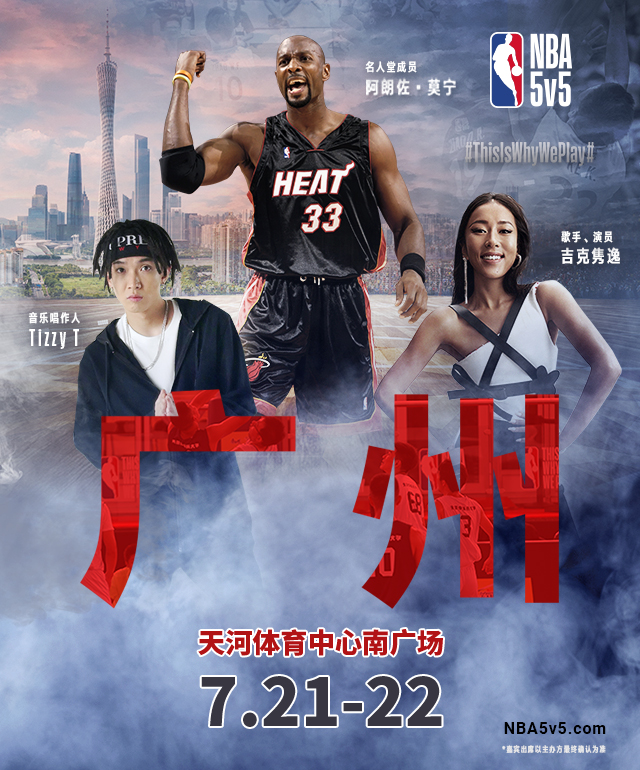 名人堂成员
阿朗佐·莫宁
NBA
5v5
#ThisIsWhyWePlay#
HEAT
33
歌手、演员
吉克隽逸
音乐唱作人
Tizzy T
广州
天河体育中心南广场
7.21-22
NBA5v5.com
*嘉宾出席以主办方最终确认为准